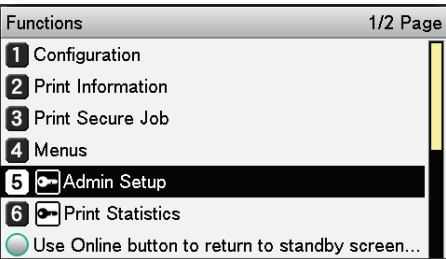 Functions 1/2 Page
1 Configuration
2 Print Information
3 Print Secure Job
4 Menus
5 Admin Setup
6 Print Statistics
Use Online button to return to standby screen...